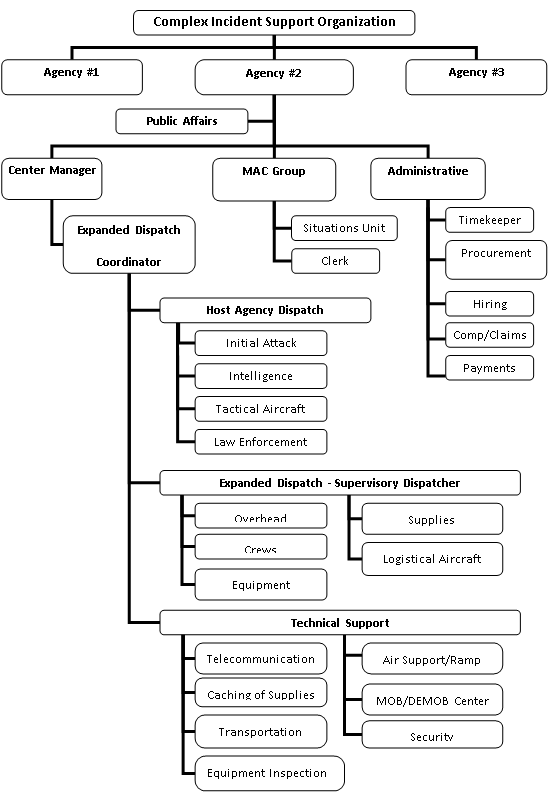 Complex Incident Support Organization
Agency #1
Agency #2
Agency #3
Public Affairs
Center Manager
MAC Group
Administrative
Expanded Dispatch
Coordinator
Situations Unit
Clerk
Timekeeper
Procurement
Hiring
Comp/Claims
Payments
Host Agency Dispatch
Initial Attack
Intelligence
Tactical Aircraft
Law Enforcement
Expanded Dispatch - Supervisory Dispatcher
Overhead
Crews
Equipment
Supplies
Logistical Aircraft
Technical Support
Telecommunication
Caching of Supplies
Transportation
Equipment Inspection
Air Support/Ramp
MOB/DEMOB Center
Security